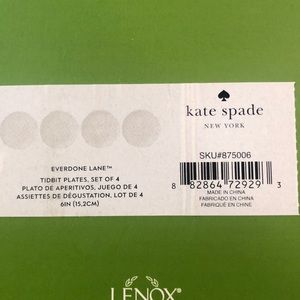 kate spade
NEW YORK
EVERDONE LANE™
TIDBIT PLATES, SET OF 4
PLATO DE APERITIVOS, JUEGO DE 4
ASSIETTES DE DÉGUSTATION, LOT DE 4
6IN (15,2CM)
SKU#875006
8 82864 72929 3
MADE IN CHINA
FABRICADO EN CHINA
FABRIQUÉ EN CHINE
LENOX®